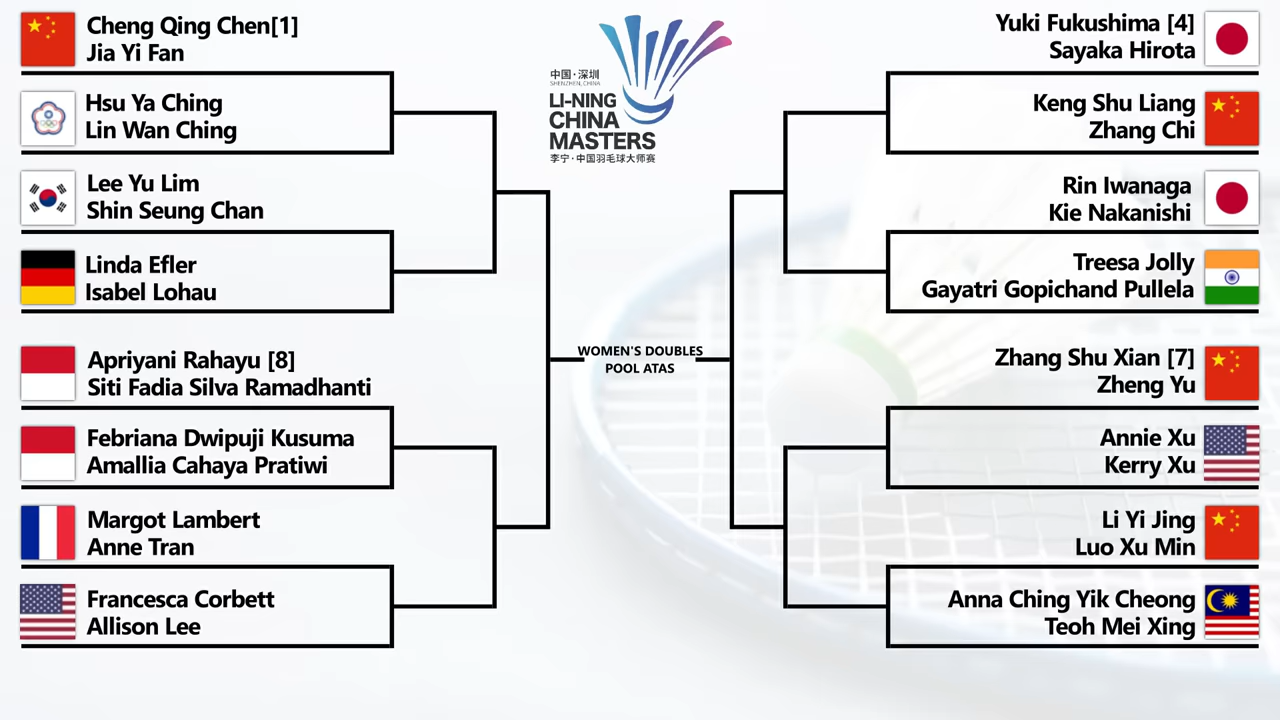 Cheng Qing Chen[1]
Jia Yi Fan
Hsu Ya Ching
Lin Wan Ching
Lee Yu Lim
Shin Seung Chan
Linda Efler
Isabel Lohau
Apriyani Rahayu [8]
Siti Fadia Silva Ramadhanti
Febriana Dwipuji Kusuma
Amallia Cahaya Pratiwi
Margot Lambert
Anne Tran
Francesca Corbett
Allison Lee
中国·深圳
SHENZHEN, CHINA
LI-NING
CHINA
MASTERS
李宁·中国羽毛球大师赛
WOMEN'S DOUBLES
POOL ATAS
Yuki Fukushima [4]
Sayaka Hirota
Keng Shu Liang
Zhang Chi
Rin Iwanaga
Kie Nakanishi
Treesa Jolly
Gayatri Gopichand Pullela
Zhang Shu Xian [7]
Zheng Yu
Annie Xu
Kerry Xu
Li Yi Jing
Luo Xu Min
Anna Ching Yik Cheong
Teoh Mei Xing